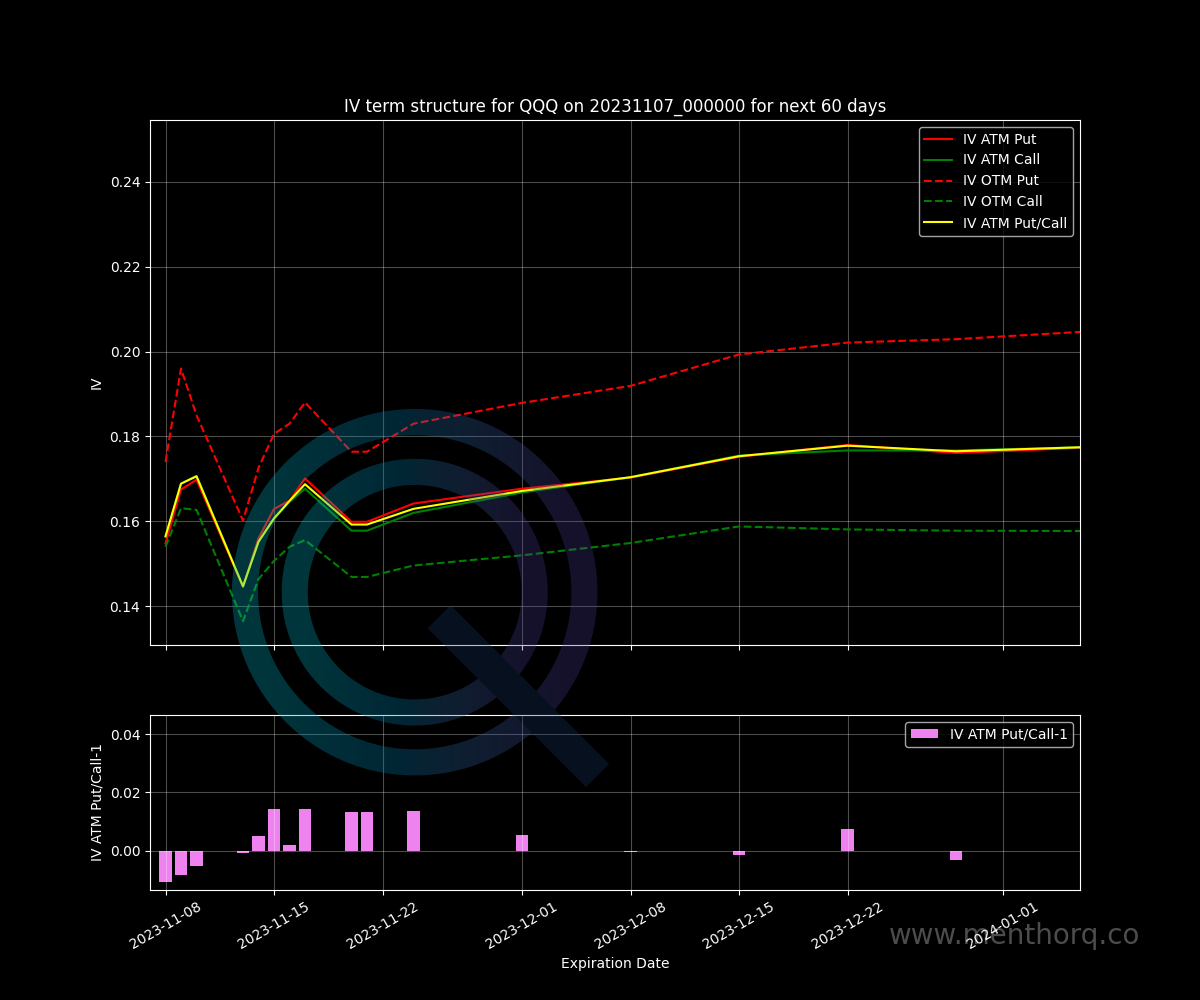 IV term structure for QQQ on 20231107_000000 for next 60 days
IV ATM Put
IV ATM Call
IV OTM Put
IV OTM Call
IV ATM Put/Call
0.24
0.22
0.20
0.18
0.16
0.14
IV
IV ATM Put/Call-1
0.04
0.02
0.00
IV ATM Put/Call-1
2023-11-08
2023-11-15
2023-11-22
2023-12-01
2023-12-08
2023-12-15
2023-12-22
2024-01-01
www.menthorq.co
Expiration Date